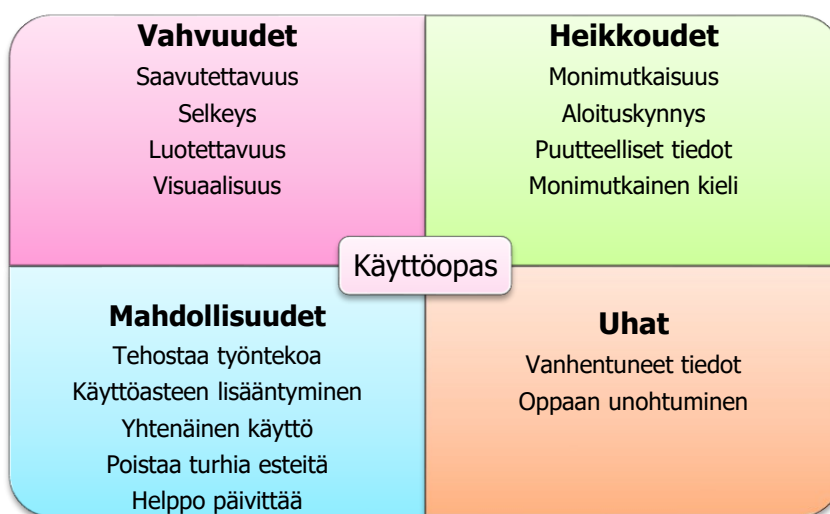 Vahvuudet
Saavutettavuus
Selkeys
Luotettavuus
Visuaalisuus
Heikkoudet
Monimutkaisuus
Aloituskynnys
Puutteelliset tiedot
Monimutkainen kieli
Käyttöopas
Mahdollisuudet
Tehostaa työntekoa
Käyttöasteen lisääntyminen
Yhtenäinen käyttö
Poistaa turhia esteitä
Helppo päivittää
Uhat
Vanhentuneet tiedot
Oppaan unohtuminen